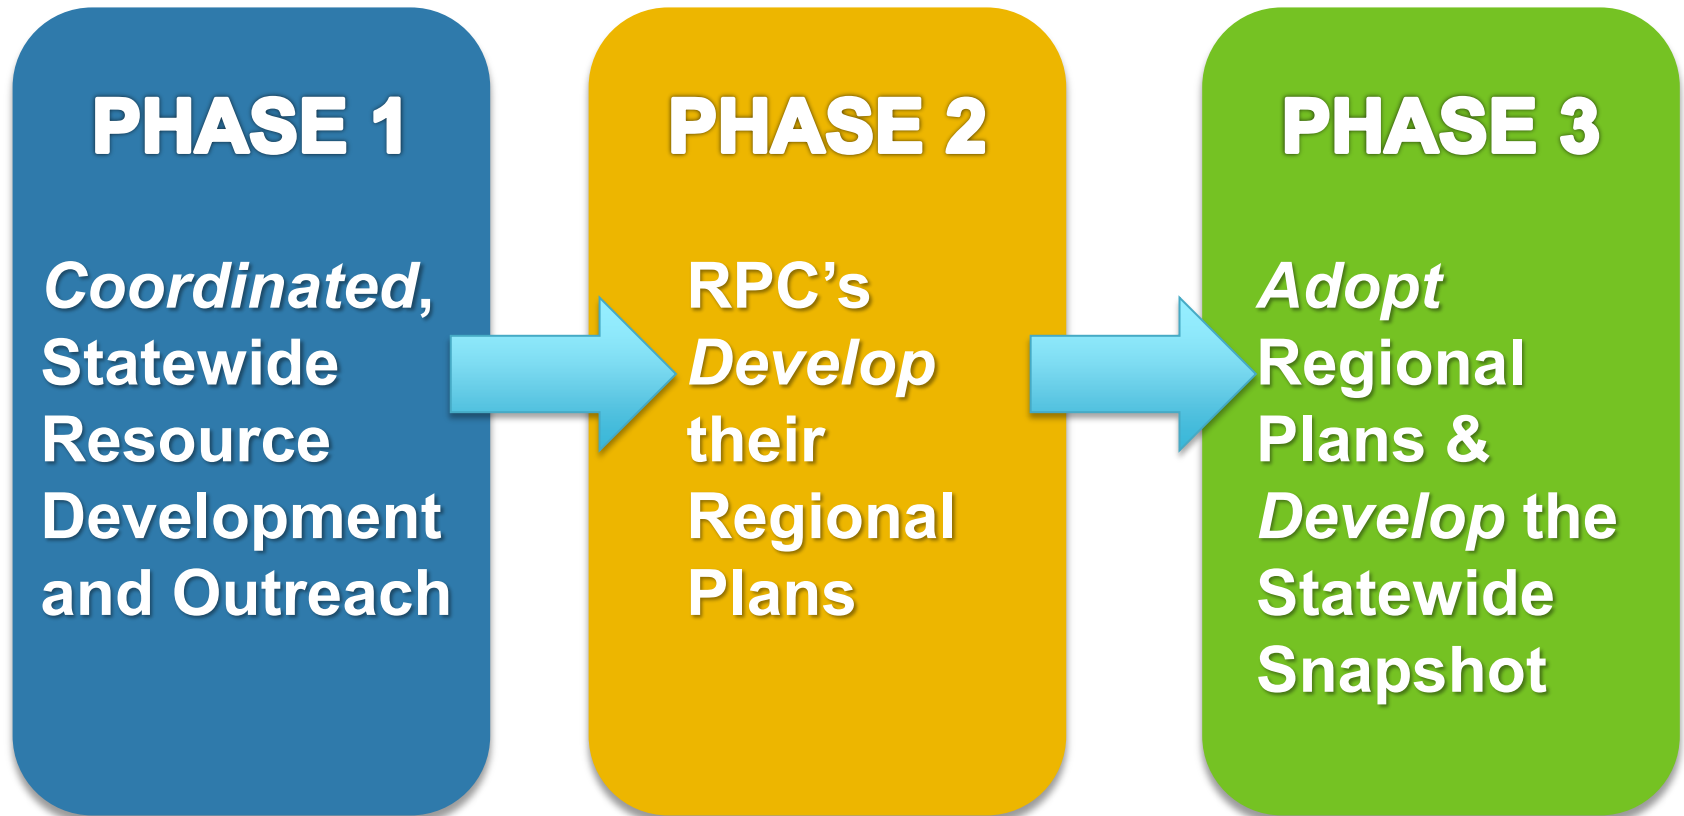 PHASE 1
Coordinated,
Statewide
Resource
Development
and Outreach
PHASE 2
RPC’s
Develop
their
Regional
Plans
PHASE 3
Adopt
Regional
Plans &
Develop the
Statewide
Snapshot